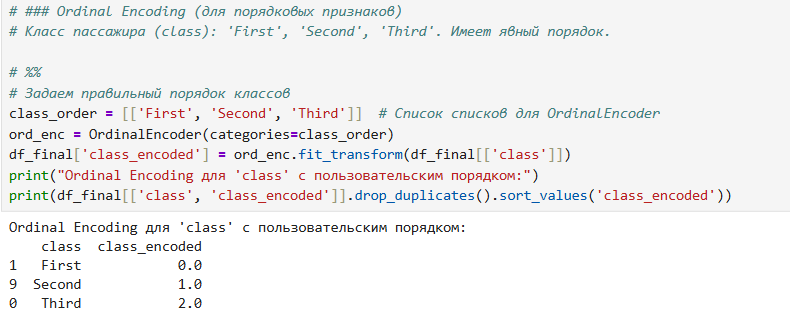 # ### Ordinal Encoding (для порядковых признаков)
# Класс пассажира (class): 'First', 'Second', 'Third'. Имеет явный порядок.
# %%
# Задаем правильный порядок классов
class_order = [['First', 'Second', 'Third']]  # Список списков для OrdinalEncoder
ord_enc = OrdinalEncoder(categories=class_order)
df_final['class_encoded'] = ord_enc.fit_transform(df_final[['class']])
print("Ordinal Encoding для 'class' с пользовательским порядком:")
print(df_final[['class', 'class_encoded']].drop_duplicates().sort_values('class_encoded'))
Ordinal Encoding для 'class' с пользовательским порядком:
    class  class_encoded
1   First            0.0
9  Second            1.0
0   Third            2.0